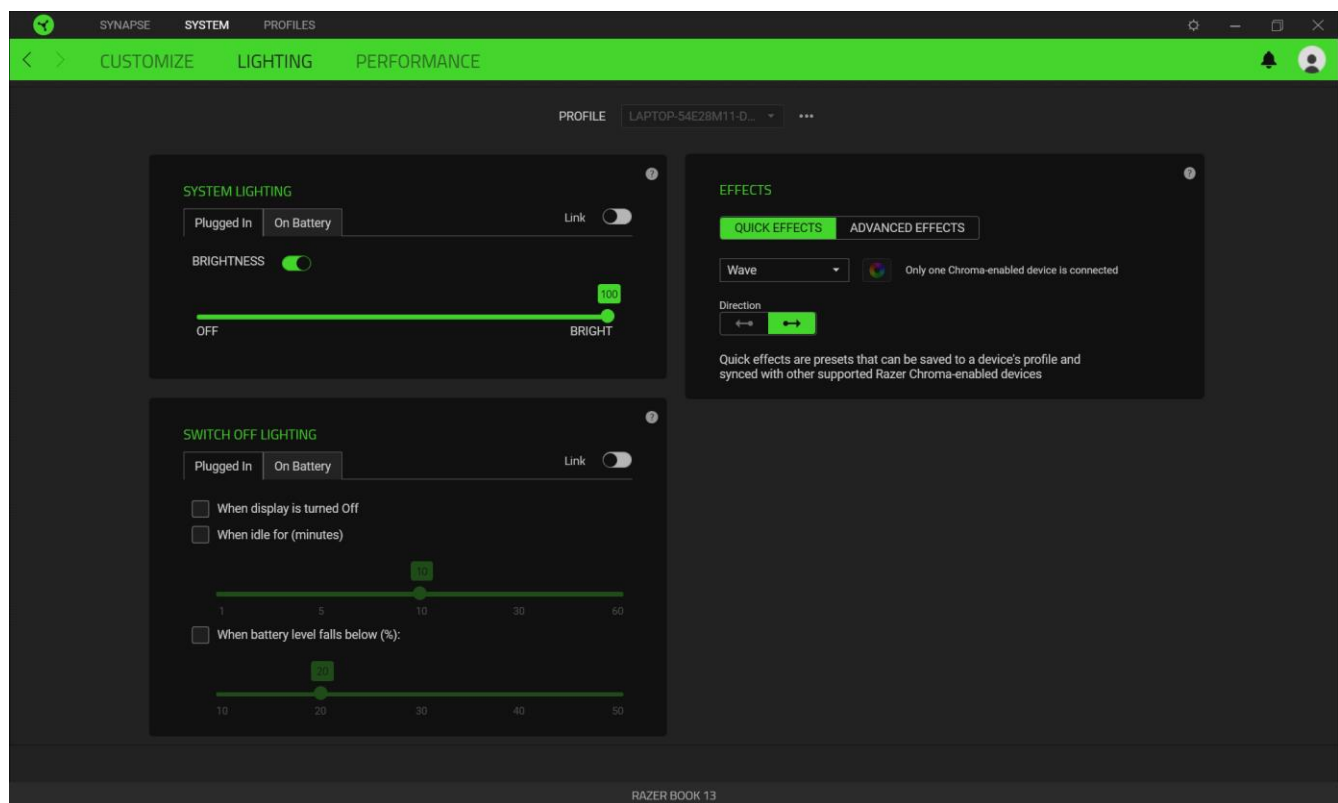 SYNAPSE SYSTEM PROFILES
CUSTOMIZE LIGHTING PERFORMANCE
PROFILE LAPTOP-54E28M11-D...
SYSTEM LIGHTING
Plugged In On Battery Link
BRIGHTNESS
100
OFF BRIGHT
EFFECTS
QUICK EFFECTS ADVANCED EFFECTS
Wave Only one Chroma-enabled device is connected
Direction
Quick effects are presets that can be saved to a device's profile and
synced with other supported Razer Chroma-enabled devices
SWITCH OFF LIGHTING
Plugged In On Battery Link
When display is turned Off
When idle for (minutes)
10
1 5 10 30 60
When battery level falls below (%):
20
10 20 30 40 50
RAZER BOOK 13